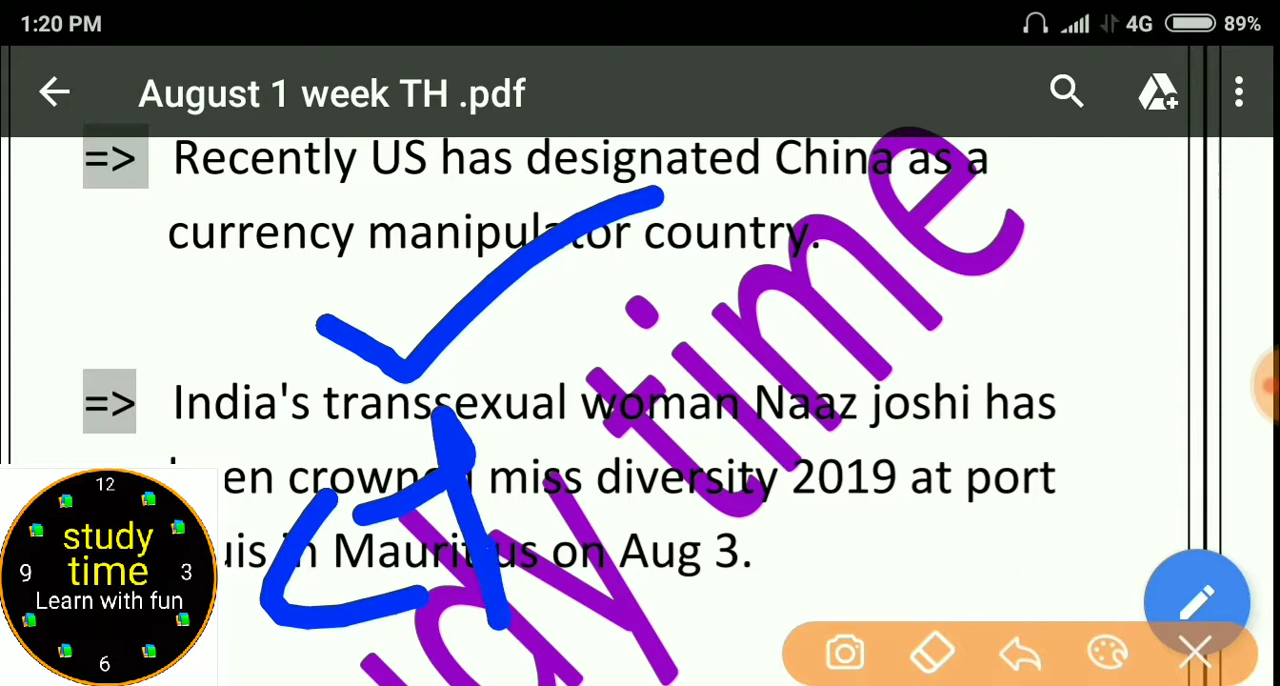 1:20 PM 4G 89%
August 1 week TH .pdf
=> Recently US has designated China as a
currency manipulator country.
=> India's transsexual woman Naaz joshi has
crowned miss diversity 2019 at port
in Mauritius on Aug 3.
time
12
study
time
9 3
Learn with fun
6